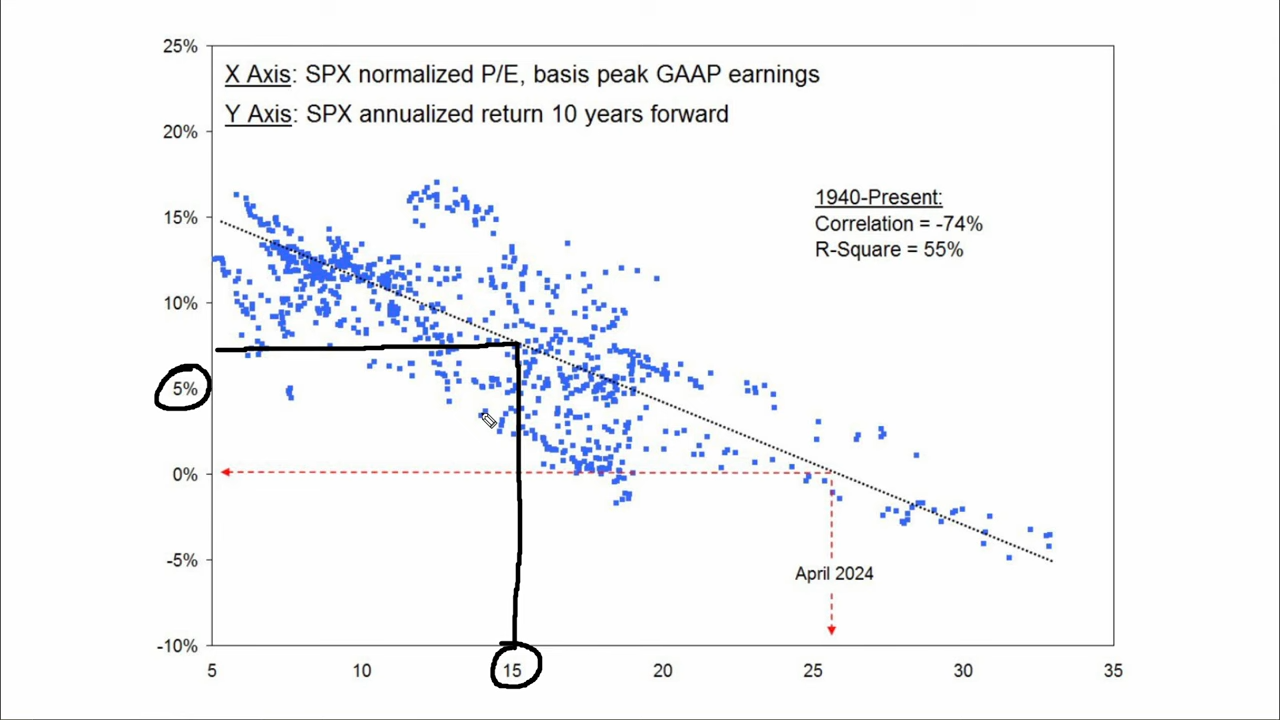 25%
X Axis: SPX normalized P/E, basis peak GAAP earnings
Y Axis: SPX annualized return 10 years forward
20%
1940-Present:
15%
Correlation = -74%
R-Square = 55%
10%
5%
0%
-5%
April 2024
-10%
5 10 15 20 25 30 35